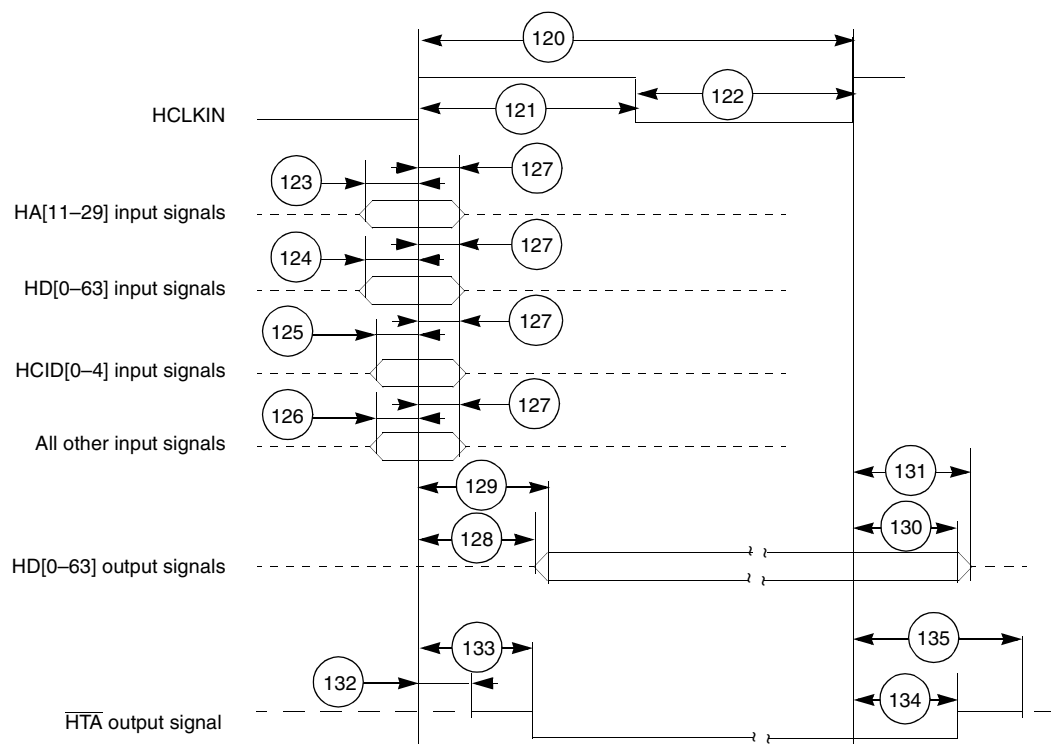 120
121
122
HCLKIN
123
127
HA[11–29] input signals
124
127
HD[0–63] input signals
125
127
HCID[0–4] input signals
126
127
All other input signals
129
131
128
130
HD[0–63] output signals
133
135
132
134
HTA output signal